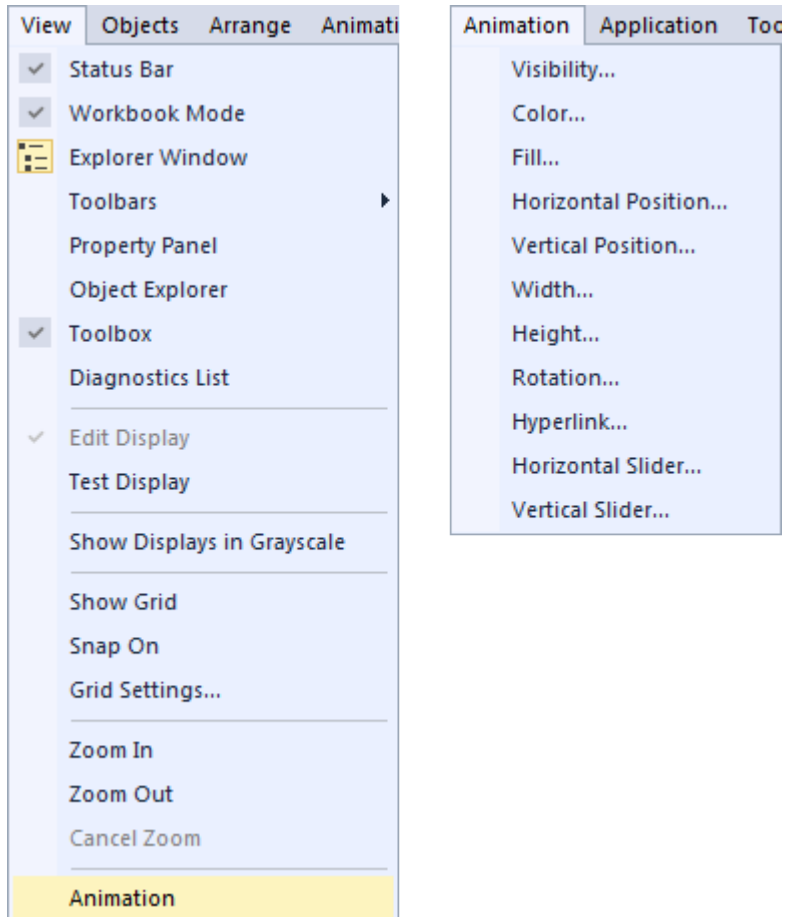 View Objects Arrange Animati
Status Bar
Workbook Mode
Explorer Window
Toolbars
Property Panel
Object Explorer
Toolbox
Diagnostics List
Edit Display
Test Display
Show Displays in Grayscale
Show Grid
Snap On
Grid Settings...
Zoom In
Zoom Out
Cancel Zoom
Animation
Animation Application Too
Visibility...
Color...
Fill...
Horizontal Position...
Vertical Position...
Width...
Height...
Rotation...
Hyperlink...
Horizontal Slider...
Vertical Slider...